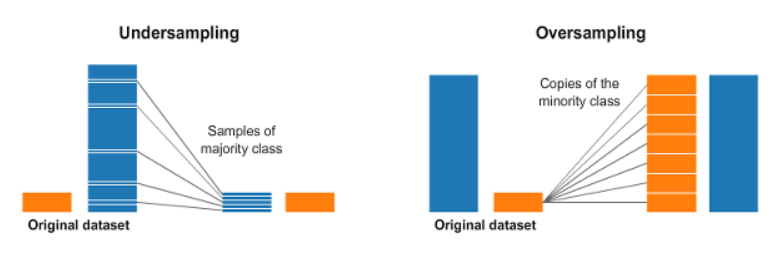 Undersampling
Samples of
majority class
Original dataset
Oversampling
Copies of the
minority class
Original dataset